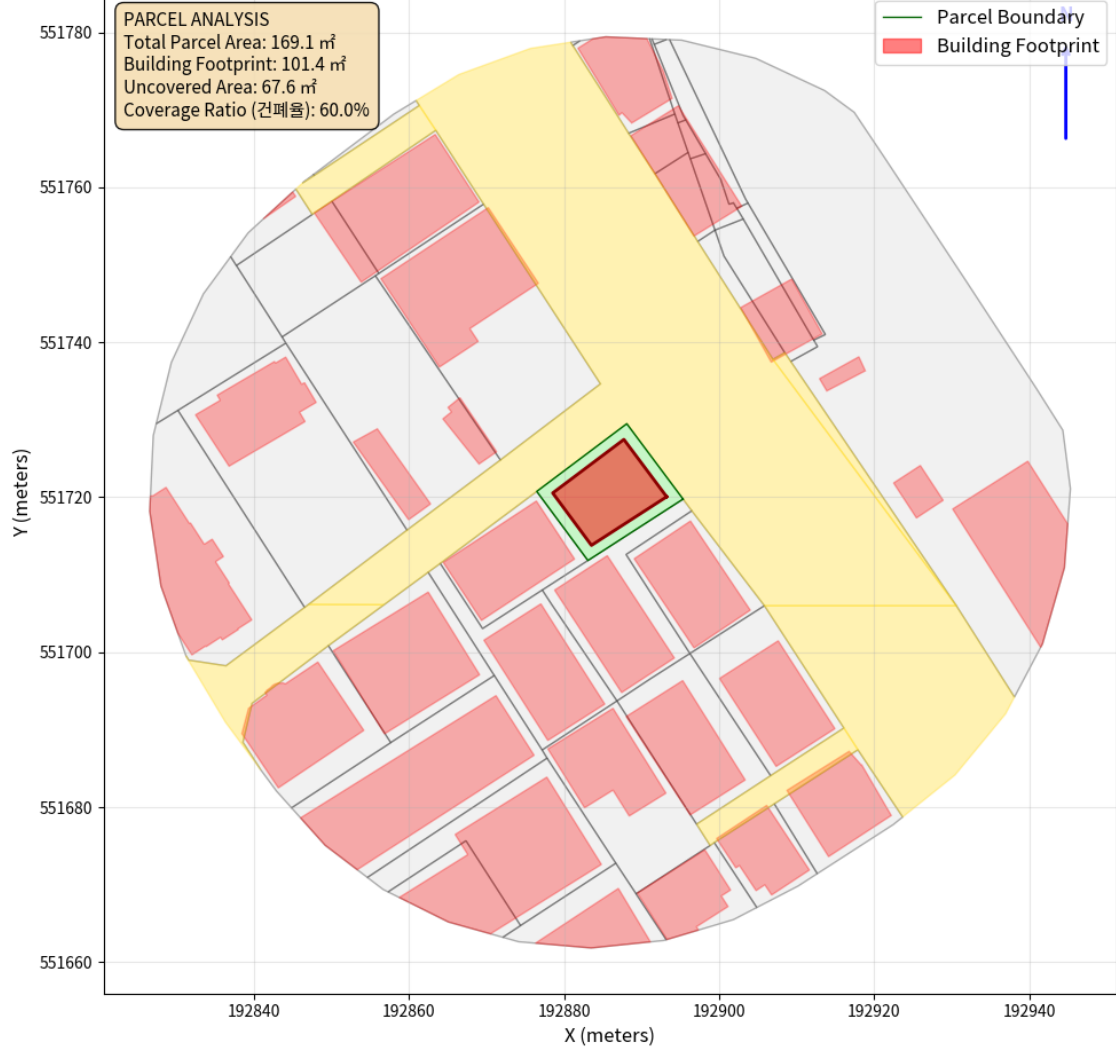 PARCEL ANALYSIS
Total Parcel Area: 169.1 ㎡
Building Footprint: 101.4 ㎡
Uncovered Area: 67.6 ㎡
Coverage Ratio (건폐율): 60.0%
Parcel Boundary
Building Footprint
N
551780
551760
551740
551720
551700
551680
551660
Y (meters)
192840
192860
192880
192900
192920
192940
X (meters)